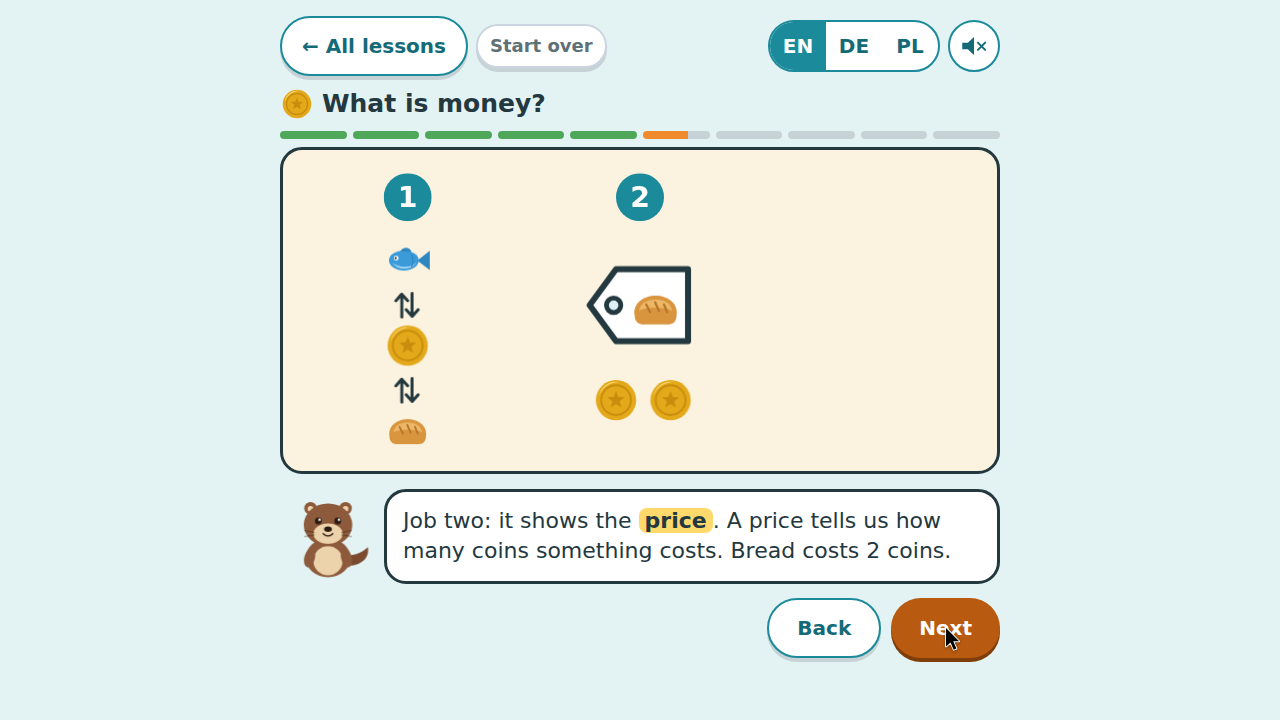 ← All lessons
Start over
EN
DE
PL
What is money?
1
2
Job two: it shows the price. A price tells us how
many coins something costs. Bread costs 2 coins.
Back
Next